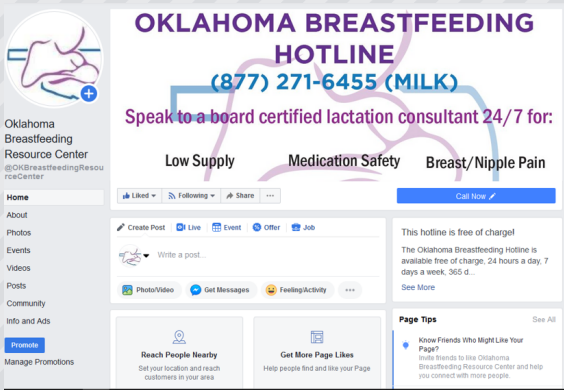 OKLAHOMA BREASTFEEDING
HOTLINE
(877) 271-6455 (MILK)
Speak to a board certified lactation consultant 24/7 for:
Low Supply
Medication Safety
Breast/Nipple Pain
Oklahoma
Breastfeeding
Resource Center
@OKBreastfeedingResou
rceCenter
Home
About
Photos
Events
Videos
Posts
Community
Info and Ads
Promote
Manage Promotions
Liked
Following
Share
Call Now
Create Post
Live
Event
Offer
Job
Write a post...
Photo/Video
Get Messages
Feeling/Activity
Reach People Nearby
Set your location and reach
customers in your area
Get More Page Likes
Help people find and like your Page
This hotline is free of charge!
The Oklahoma Breastfeeding Hotline is
available free of charge, 24 hours a day, 7
days a week, 365 d...
See More
Page Tips
See All
Know Friends Who Might Like Your
Page?
Invite friends to like Oklahoma
Breastfeeding Resource Center and help
you connect with more people.